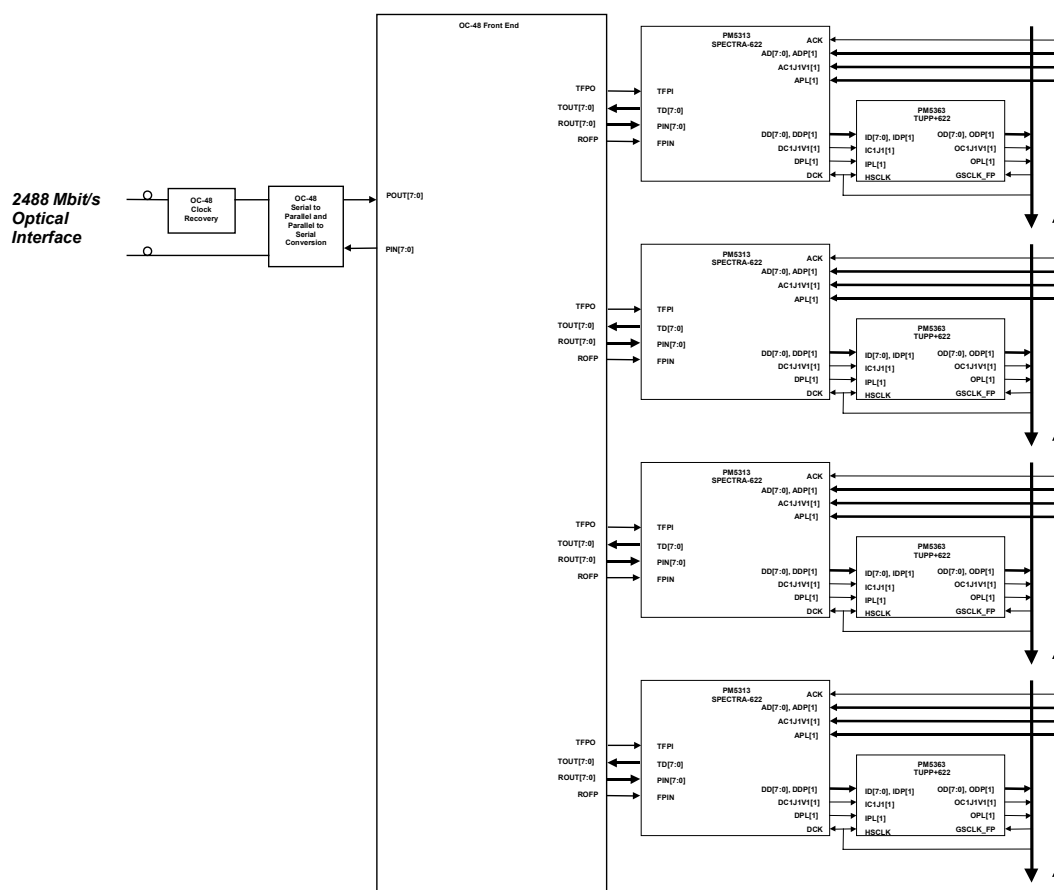 OC-48 Front End
2488 Mbit/s
Optical
Interface
OC-48
Clock
Recovery
OC-48
Serial to
Parallel and
Parallel to
Serial
Conversion
POUT[7:0]
PIN[7:0]
TFPO
TOUT[7:0]
ROUT[7:0]
ROFP
PM5313
SPECTRA-622
ACK
AD[7:0], ADP[1]
AC1J1V1[1]
APL[1]
TFPI
TD[7:0]
PIN[7:0]
FPIN
DD[7:0], DDP[1]
DC1J1V1[1]
DPL[1]
DCK
PM5363
TUPP+622
ID[7:0], IDP[1]
IC1J1[1]
IPL[1]
HSCLK
OD[7:0], ODP[1]
OC1J1V1[1]
OPL[1]
GSCLK_FP
TFPO
TOUT[7:0]
ROUT[7:0]
ROFP
PM5313
SPECTRA-622
ACK
AD[7:0], ADP[1]
AC1J1V1[1]
APL[1]
TFPI
TD[7:0]
PIN[7:0]
FPIN
DD[7:0], DDP[1]
DC1J1V1[1]
DPL[1]
DCK
PM5363
TUPP+622
ID[7:0], IDP[1]
IC1J1[1]
IPL[1]
HSCLK
OD[7:0], ODP[1]
OC1J1V1[1]
OPL[1]
GSCLK_FP
TFPO
TOUT[7:0]
ROUT[7:0]
ROFP
PM5313
SPECTRA-622
ACK
AD[7:0], ADP[1]
AC1J1V1[1]
APL[1]
TFPI
TD[7:0]
PIN[7:0]
FPIN
DD[7:0], DDP[1]
DC1J1V1[1]
DPL[1]
DCK
PM5363
TUPP+622
ID[7:0], IDP[1]
IC1J1[1]
IPL[1]
HSCLK
OD[7:0], ODP[1]
OC1J1V1[1]
OPL[1]
GSCLK_FP
TFPO
TOUT[7:0]
ROUT[7:0]
ROFP
PM5313
SPECTRA-622
ACK
AD[7:0], ADP[1]
AC1J1V1[1]
APL[1]
TFPI
TD[7:0]
PIN[7:0]
FPIN
DD[7:0], DDP[1]
DC1J1V1[1]
DPL[1]
DCK
PM5363
TUPP+622
ID[7:0], IDP[1]
IC1J1[1]
IPL[1]
HSCLK
OD[7:0], ODP[1]
OC1J1V1[1]
OPL[1]
GSCLK_FP